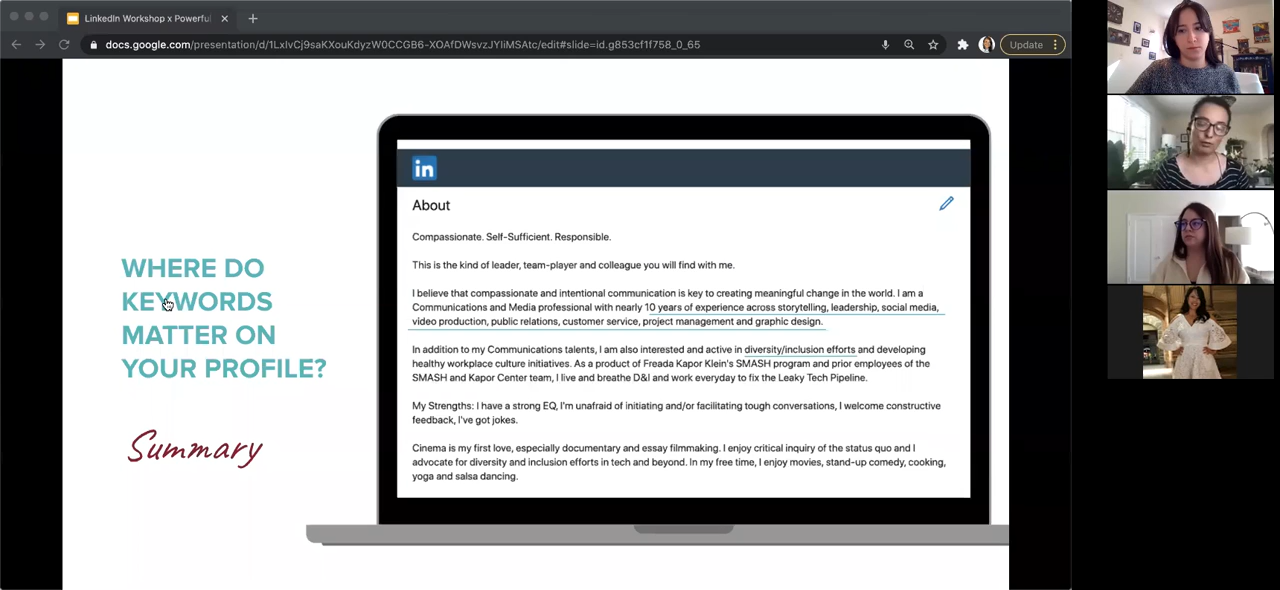 LinkedIn Workshop x Powerful
docs.google.com/presentation/d/1LxlvCj9saKXouKdyzW0CCGB6-XOAfDWsvzJYIiMSAtc/edit#slide=id.g853cf1f758_0_65
Update
WHERE DO
KEYWORDS
MATTER ON
YOUR PROFILE?
Summary
in
About
Compassionate. Self-Sufficient. Responsible.
This is the kind of leader, team-player and colleague you will find with me.
I believe that compassionate and intentional communication is key to creating meaningful change in the world. I am a
Communications and Media professional with nearly 10 years of experience across storytelling, leadership, social media,
video production, public relations, customer service, project management and graphic design.
In addition to my Communications talents, I am also interested and active in diversity/inclusion efforts and developing
healthy workplace culture initiatives. As a product of Freada Kapor Klein's SMASH program and prior employees of the
SMASH and Kapor Center team, I live and breathe D&I and work everyday to fix the Leaky Tech Pipeline.
My Strengths: I have a strong EQ, I'm unafraid of initiating and/or facilitating tough conversations, I welcome constructive
feedback, I've got jokes.
Cinema is my first love, especially documentary and essay filmmaking. I enjoy critical inquiry of the status quo and I
advocate for diversity and inclusion efforts in tech and beyond. In my free time, I enjoy movies, stand-up comedy, cooking,
yoga and salsa dancing.